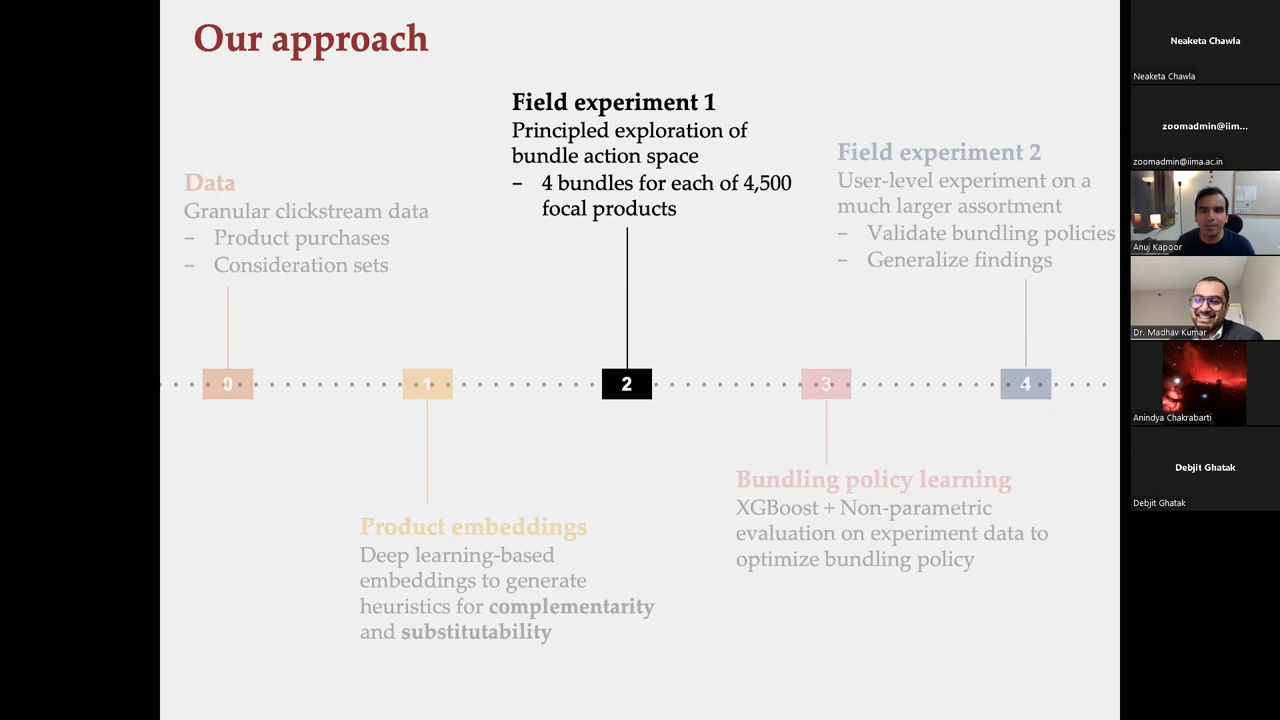 Our approach
Field experiment 1
Principled exploration of
bundle action space
– 4 bundles for each of 4,500
focal products
Field experiment 2
User-level experiment on a
much larger assortment
– Validate bundling policies
– Generalize findings
Data
Granular clickstream data
– Product purchases
– Consideration sets
0
1
2
3
4
Product embeddings
Deep learning-based
embeddings to generate
heuristics for complementarity
and substitutability
Bundling policy learning
XGBoost + Non-parametric
evaluation on experiment data to
optimize bundling policy
Neaketa Chawla
Neaketa Chawla
zoomadmin@iim...
zoomadmin@iima.ac.in
Anuj Kapoor
Dr. Madhav Kumar
Anindya Chakrabarti
Debjit Ghatak
Debjit Ghatak